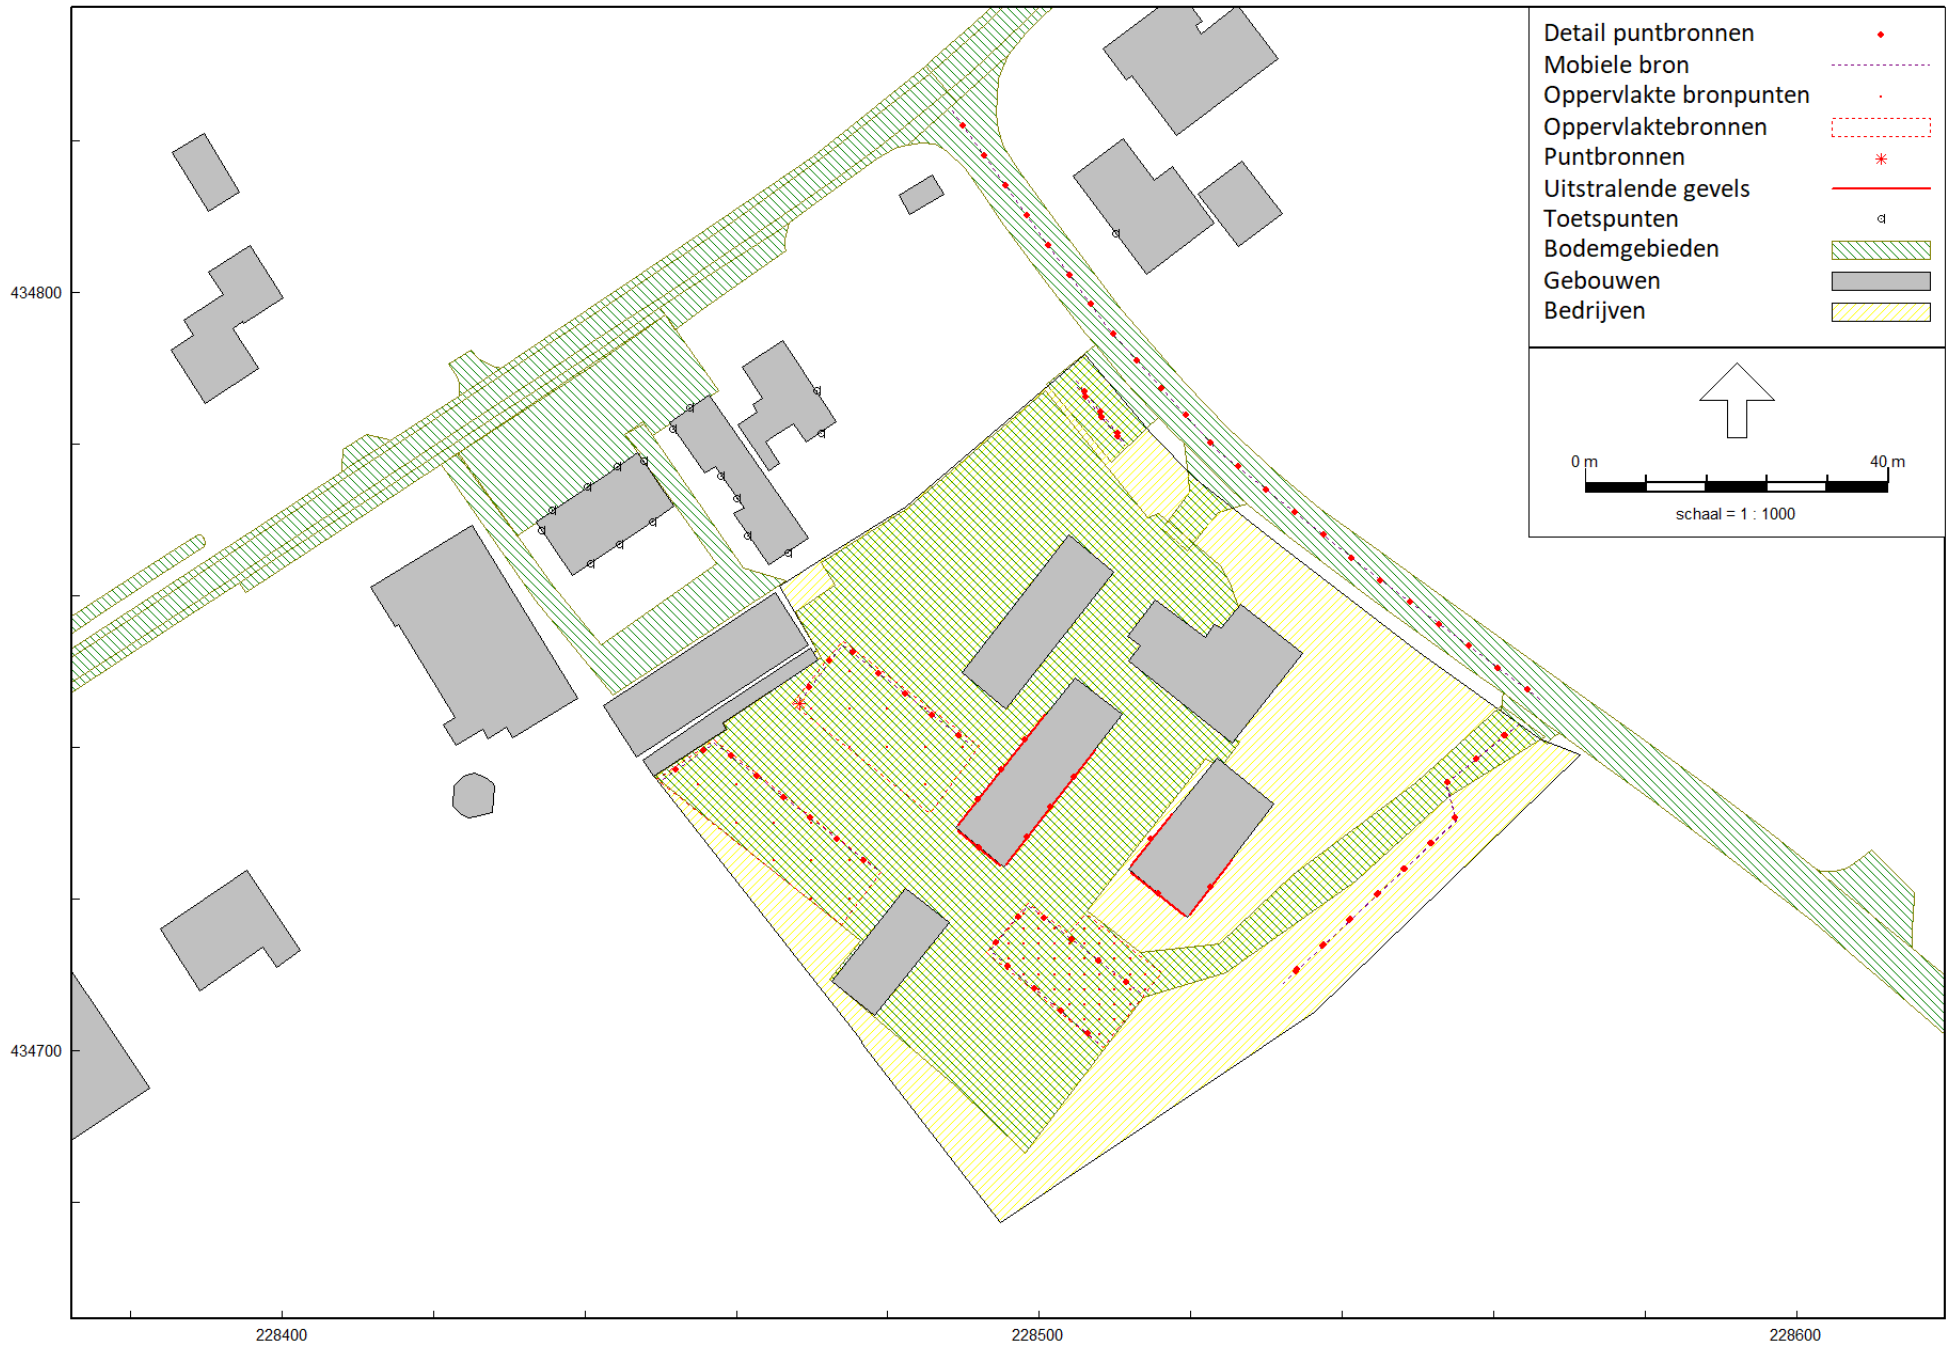 Detail puntbronnen
Mobiele bron
Oppervlakte bronpunten
Oppervlaktebronnen
Puntbronnen
Uitstralende gevels
Toetspunten
Bodemgebieden
Gebouwen
Bedrijven
0 m 40 m
schaal = 1 : 1000
434800
434700
228400 228500 228600